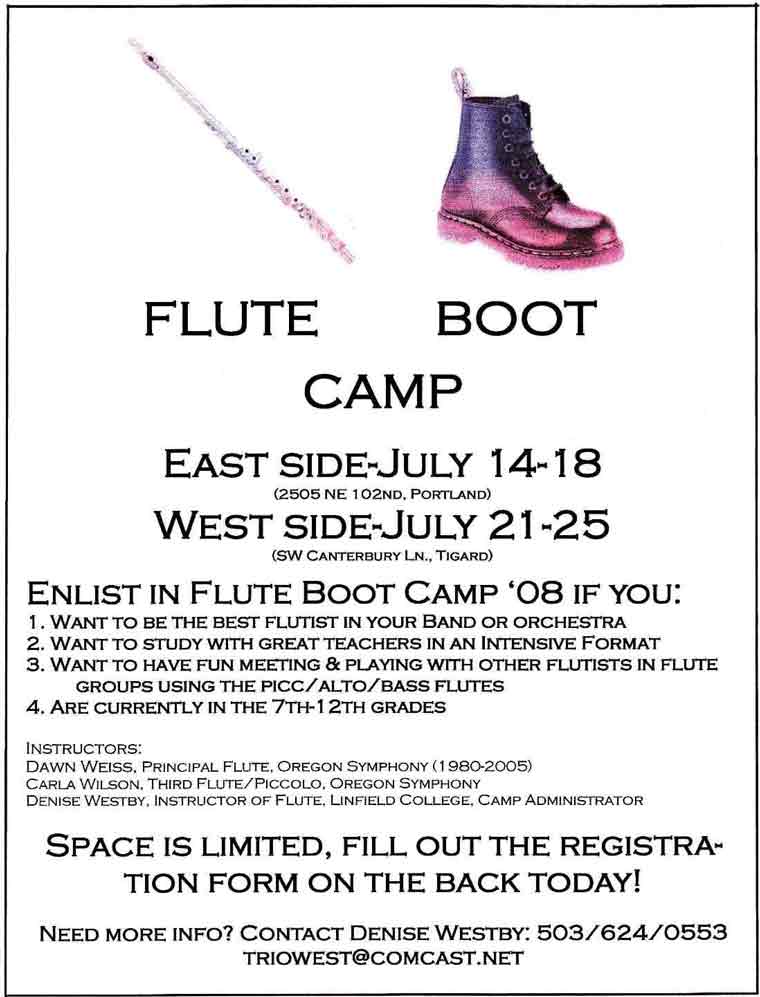 FLUTE BOOT
CAMP
EAST SIDE-JULY 14-18
(2505 NE 102ND, PORTLAND)
WEST SIDE-JULY 21-25
(SW CANTERBURY LN., TIGARD)
ENLIST IN FLUTE BOOT CAMP ‘08 IF YOU:
1. WANT TO BE THE BEST FLUTIST IN YOUR BAND OR ORCHESTRA
2. WANT TO STUDY WITH GREAT TEACHERS IN AN INTENSIVE FORMAT
3. WANT TO HAVE FUN MEETING & PLAYING WITH OTHER FLUTISTS IN FLUTE
GROUPS USING THE PICC/ALTO/BASS FLUTES
4. ARE CURRENTLY IN THE 7TH-12TH GRADES
INSTRUCTORS:
DAWN WEISS, PRINCIPAL FLUTE, OREGON SYMPHONY (1980-2005)
CARLA WILSON, THIRD FLUTE/PICCOLO, OREGON SYMPHONY
DENISE WESTBY, INSTRUCTOR OF FLUTE, LINFIELD COLLEGE, CAMP ADMINISTRATOR
SPACE IS LIMITED, FILL OUT THE REGISTRA-
TION FORM ON THE BACK TODAY!
NEED MORE INFO? CONTACT DENISE WESTBY: 503/624/0553
TRIOWEST@COMCAST.NET